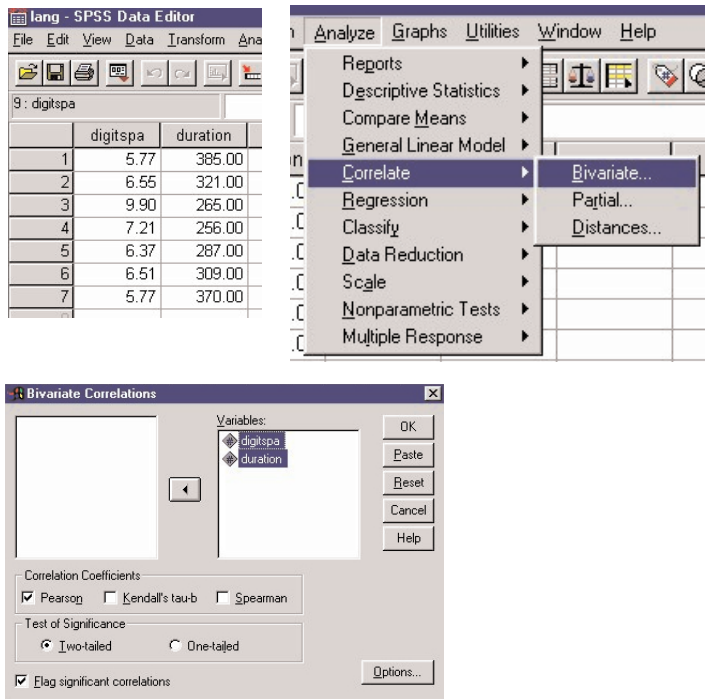 lang - SPSS Data Editor
File Edit View Data Transform
9 : digitspa
digitspa duration
1 5.77 385.00
2 6.55 321.00
3 9.90 265.00
4 7.21 256.00
5 6.37 287.00
6 6.51 309.00
7 5.77 370.00
Analyze Graphs Utilities Window Help
Reports
Descriptive Statistics
Compare Means
General Linear Model
Correlate
Regression
Classify
Data Reduction
Scale
Nonparametric Tests
Multiple Response
Bivariate...
Partial...
Distances...
Bivariate Correlations
Variables:
digitspa
duration
OK
Paste
Reset
Cancel
Help
Correlation Coefficients
Pearson Kendall's tau-b Spearman
Test of Significance
Two-tailed One-tailed
Flag significant correlations
Options...